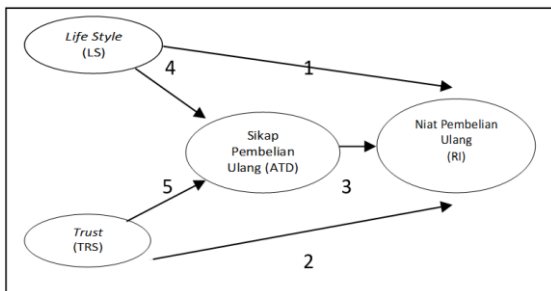 Life Style
(LS)
4
1
Sikap
Pembelian
Ulang (ATD)
Niat Pembelian
Ulang
(RI)
5
3
Trust
(TRS)
2